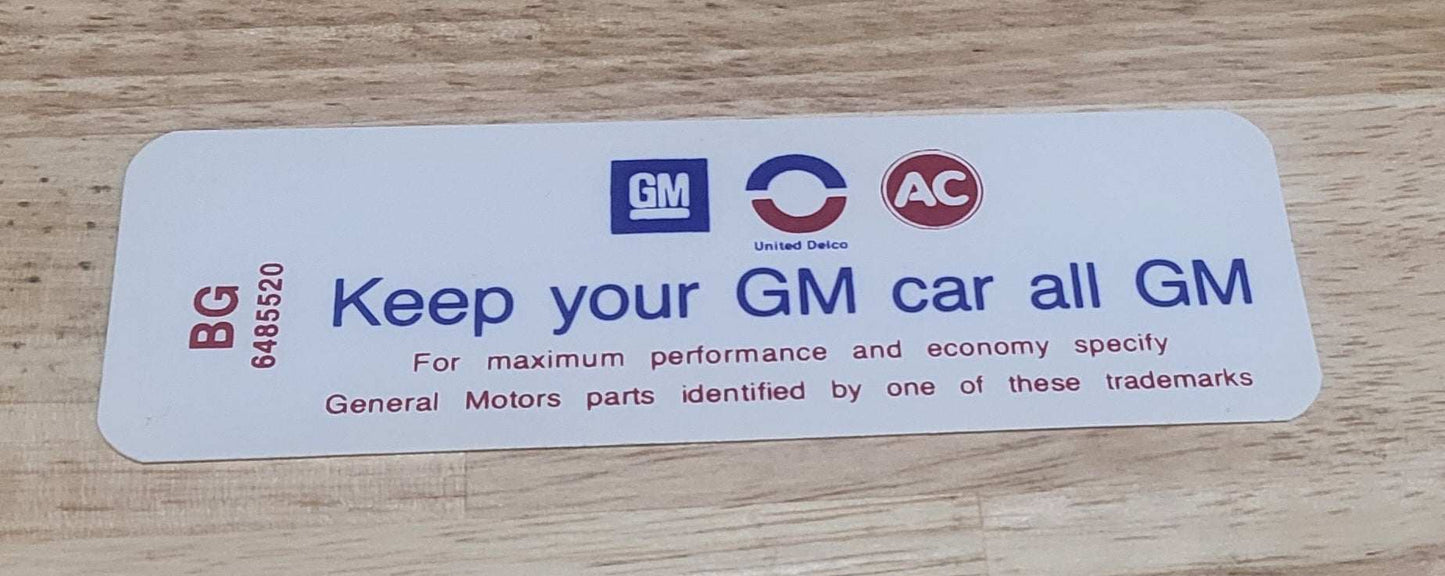 GM
AC
United Delco
BG
6485520
Keep your GM car all GM
For maximum performance and economy specify
General Motors parts identified by one of these trademarks